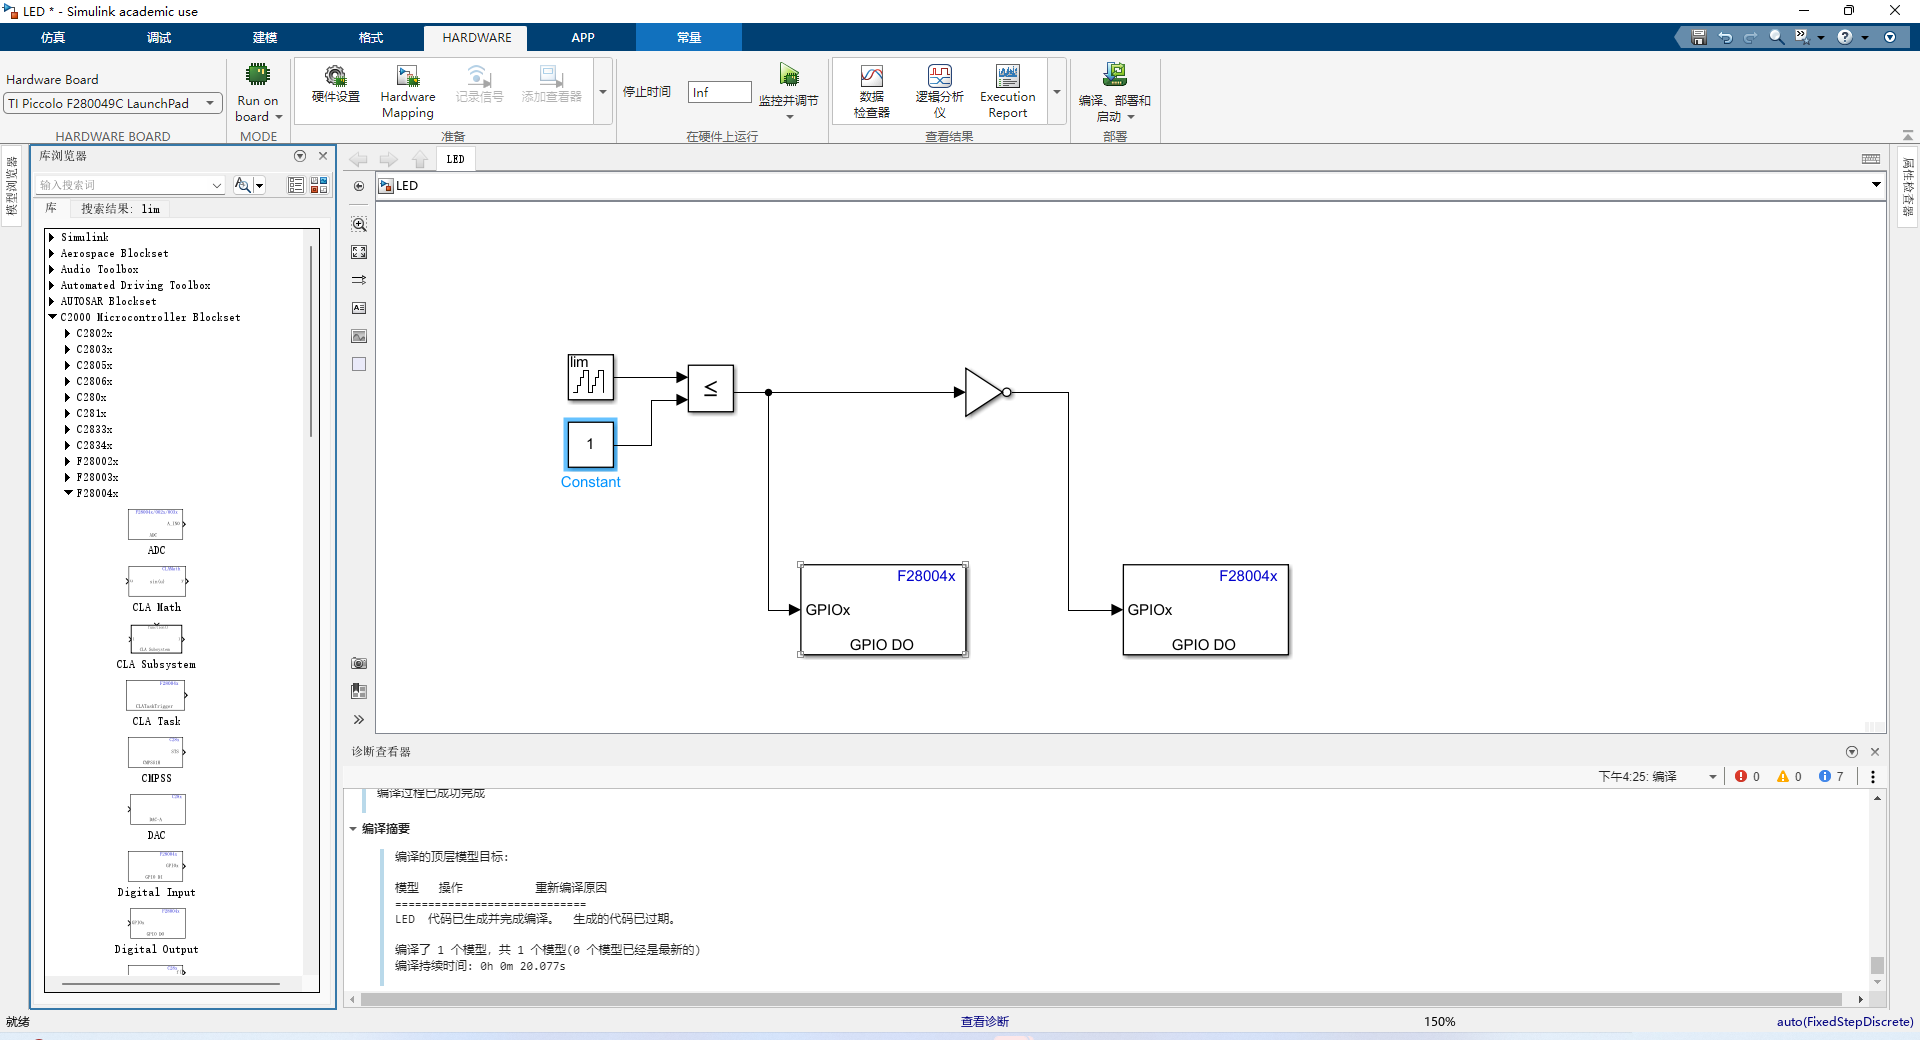 LED * - Simulink academic use
仿真 调试 建模 格式 HARDWARE APP 常量
Hardware Board
TI Piccolo F280049C LaunchPad
HARDWARE BOARD
Run on
board
MODE
硬件设置
Hardware
Mapping
记录信号
添加查看器
准备
停止时间
Inf
监控并调节
在硬件上运行
数据
检查器
逻辑分析
仪
Execution
Report
查看结果
编译、部署和
启动
部署
模型浏览器
库浏览器
输入搜索词
库 搜索结果: lim
Simulink
Aerospace Blockset
Audio Toolbox
Automated Driving Toolbox
AUTOSAR Blockset
C2000 Microcontroller Blockset
C2802x
C2803x
C2805x
C2806x
C280x
C281x
C2833x
C2834x
F28002x
F28003x
F28004x
ADC
CLA Math
CLA Subsystem
CLA Task
CMPSS
DAC
Digital Input
Digital Output
LED
LED
lim
≤
1
Constant
F28004x
GPIOx
GPIO DO
F28004x
GPIOx
GPIO DO
属性检查器
诊断查看器
下午4:25: 编译 0 0 7
编译过程已成功完成
编译摘要
编译的顶层模型目标:
模型 操作 重新编译原因
=============================
LED 代码已生成并完成编译。 生成的代码已过期。
编译了 1 个模型, 共 1 个模型(0 个模型已经是最新的)
编译持续时间: 0h 0m 20.077s
就绪 查看诊断 150% auto(FixedStepDiscrete)